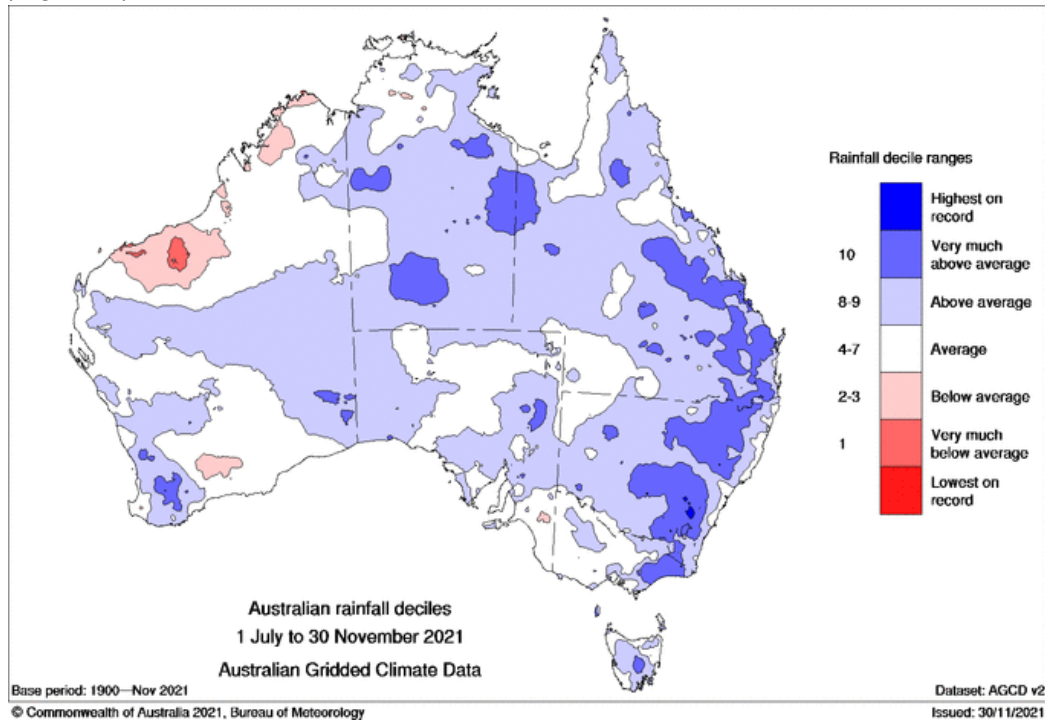 Rainfall decile ranges
Highest on
record
10
Very much
above average
8-9
Above average
4-7
Average
2-3
Below average
1
Very much
below average
Lowest on
record
Australian rainfall deciles
1 July to 30 November 2021
Australian Gridded Climate Data
Base period: 1900—Nov 2021
Dataset: AGCD v2
© Commonwealth of Australia 2021, Bureau of Meteorology
Issued: 30/11/2021